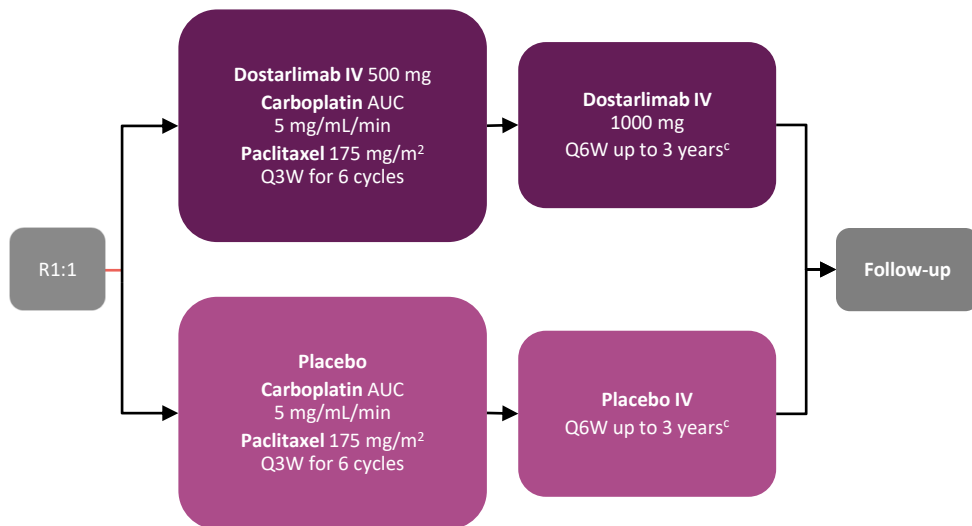 R1:1
Dostarlimab IV 500 mg
Carboplatin AUC
5 mg/mL/min
Paclitaxel 175 mg/m²
Q3W for 6 cycles
Dostarlimab IV
1000 mg
Q6W up to 3 yearsᶜ
Placebo
Carboplatin AUC
5 mg/mL/min
Paclitaxel 175 mg/m²
Q3W for 6 cycles
Placebo IV
Q6W up to 3 yearsᶜ
Follow-up